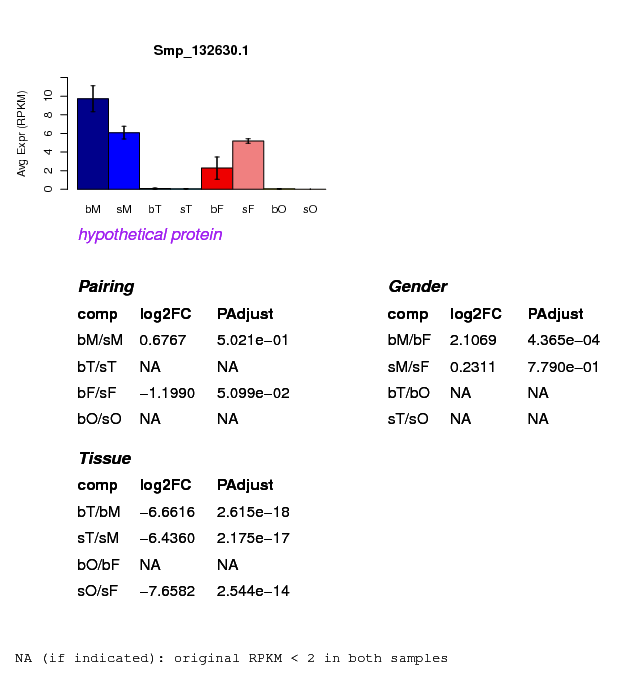 Smp_132630.1
Avg Expr (RPKM)
0 2 4 6 8 10
bM sM bT sT bF sF bO sO
hypothetical protein
Pairing
comp log2FC PAdjust
bM/sM 0.6767 5.021e−01
bT/sT NA NA
bF/sF −1.1990 5.099e−02
bO/sO NA NA
Gender
comp log2FC PAdjust
bM/bF 2.1069 4.365e−04
sM/sF 0.2311 7.790e−01
bT/bO NA NA
sT/sO NA NA
Tissue
comp log2FC PAdjust
bT/bM −6.6616 2.615e−18
sT/sM −6.4360 2.175e−17
bO/bF NA NA
sO/sF −7.6582 2.544e−14
NA (if indicated): original RPKM < 2 in both samples